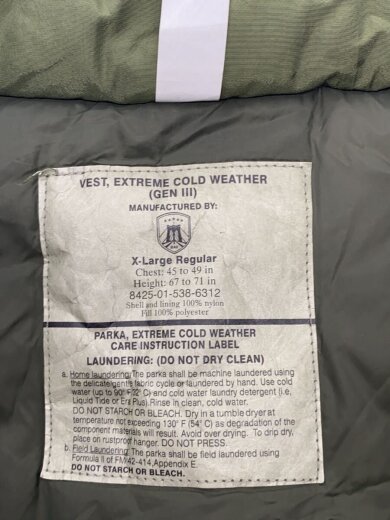 VEST, EXTREME COLD WEATHER
(GEN III)
MANUFACTURED BY:
X-Large Regular
Chest: 45 to 49 in
Height: 67 to 71 in
8425-01-538-6312
Shell and lining 100% nylon
Fill 100% polyester
PARKA, EXTREME COLD WEATHER
CARE INSTRUCTION LABEL
LAUNDERING: (DO NOT DRY CLEAN)
a. Home laundering: The parka shall be machine laundered using
the delicate/gentle fabric cycle or laundered by hand. Use cold
water (up to 90° F/32° C) and cold water laundry detergent (i.e.
Liquid Tide or Era Plus). Rinse in clean, cold water.
DO NOT STARCH OR BLEACH. Dry in a tumble dryer at
temperature not exceeding 130° F (54° C) as degradation of the
component materials will result. Avoid over drying. To drip dry,
place on rustproof hanger. DO NOT PRESS.
b. Field Laundering: The parka shall be field laundered using
Formula II of FM 42-414, Appendix E.
DO NOT STARCH OR BLEACH.